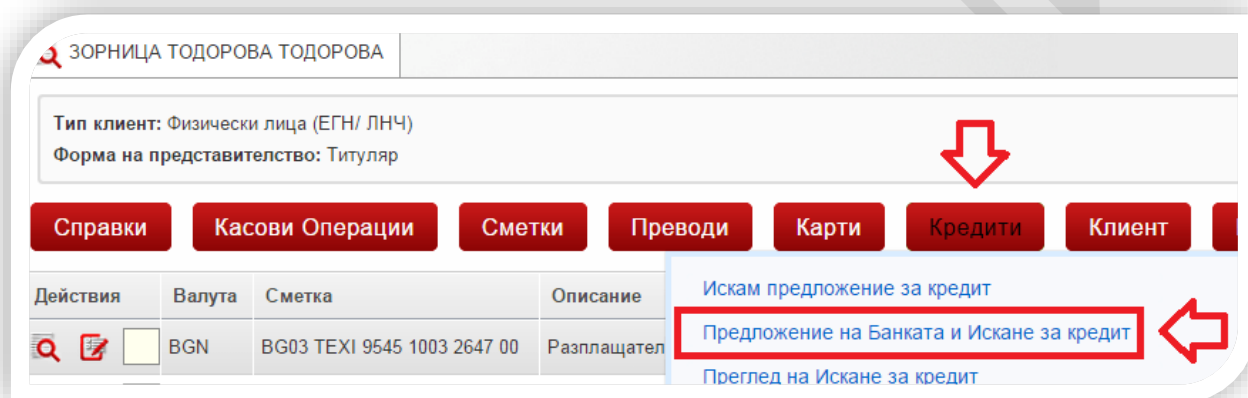 ЗОРНИЦА ТОДОРОВА ТОДОРОВА
Тип клиент: Физически лица (ЕГН/ ЛНЧ)
Форма на представителство: Титуляр
Справки Касови Операции Сметки Преводи Карти Кредити Клиент
Действия Валута Сметка Описание
Искам предложение за кредит
Предложение на Банката и Искане за кредит
BGN BG03 TEXI 9545 1003 2647 00 Разплащател
Преглед на Искане за кредит